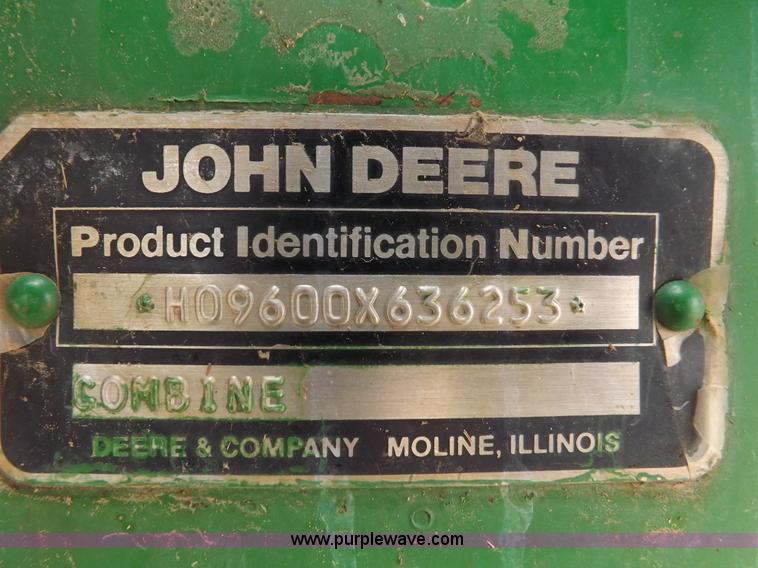 JOHN DEERE
Product Identification Number
*H09600X636253*
COMBINE
DEERE & COMPANY MOLINE, ILLINOIS
www.purplewave.com